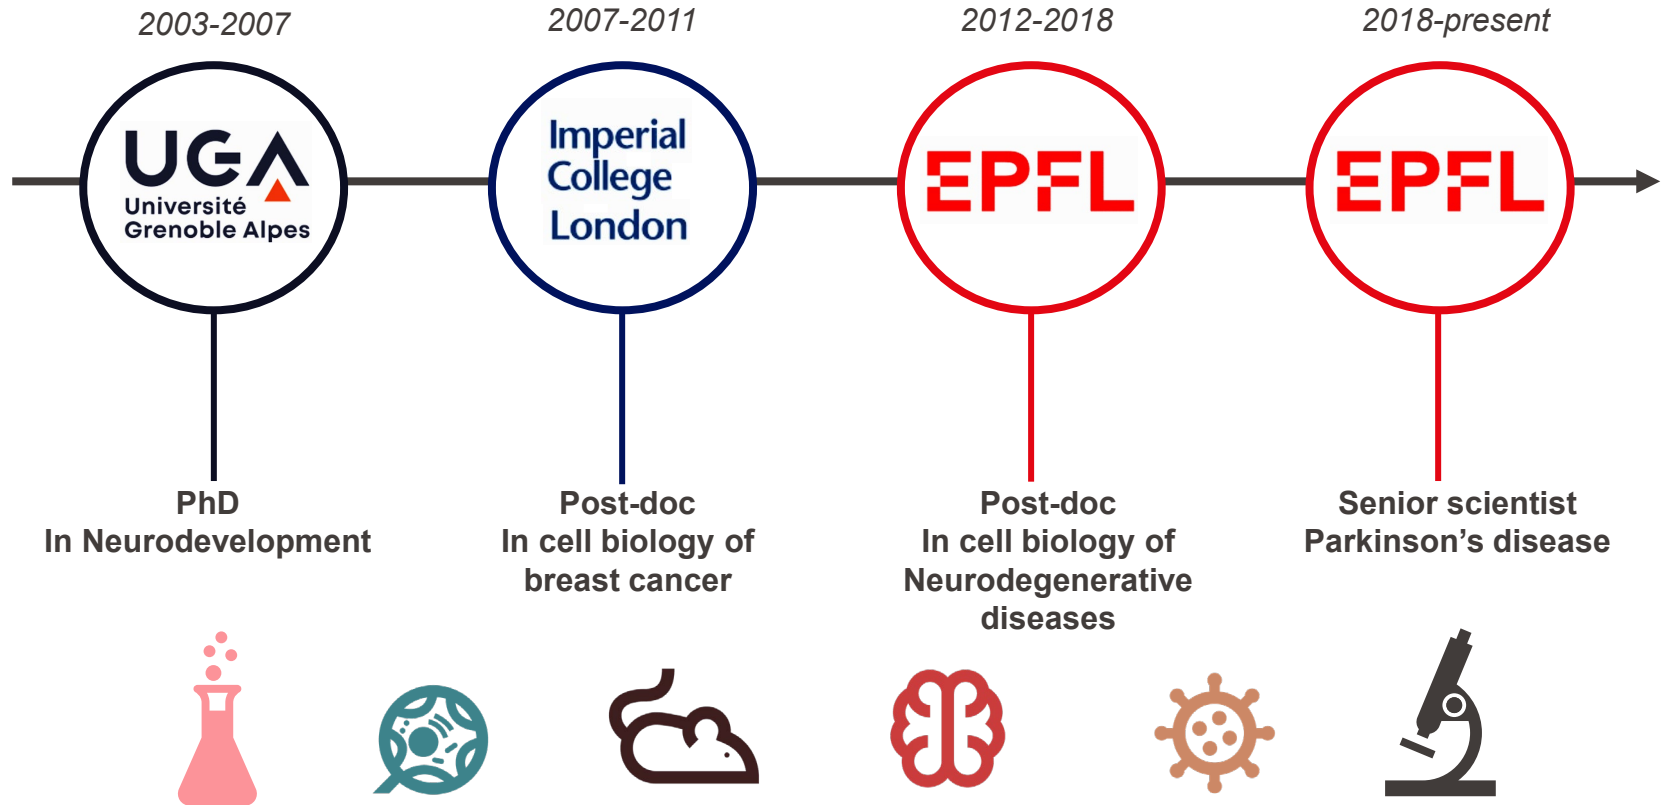 2003-2007
2007-2011
2012-2018
2018-present
UGA
Université
Grenoble Alpes
Imperial
College
London
EPFL
EPFL
PhD
In Neurodevelopment
Post-doc
In cell biology of
breast cancer
Post-doc
In cell biology of
Neurodegenerative
diseases
Senior scientist
Parkinson’s disease